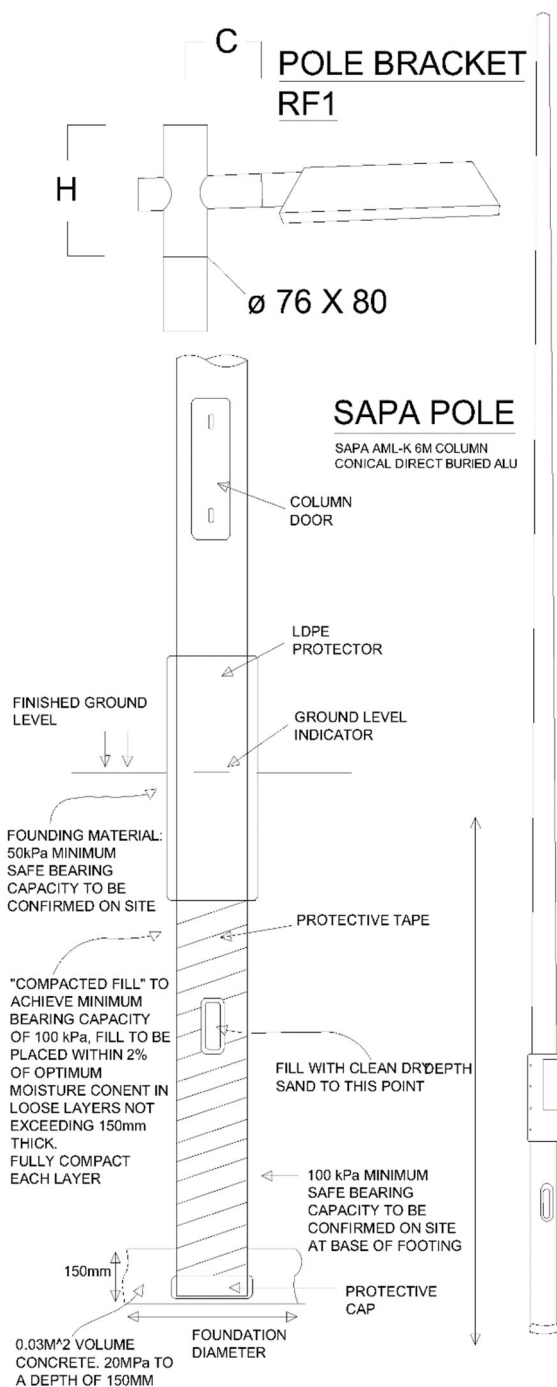 C
POLE BRACKET
RF1
H
ø 76 X 80
SAPA POLE
SAPA AML-K 6M COLUMN
CONICAL DIRECT BURIED ALU
COLUMN
DOOR
LDPE
PROTECTOR
FINISHED GROUND
LEVEL
GROUND LEVEL
INDICATOR
FOUNDING MATERIAL:
50kPa MINIMUM
SAFE BEARING
CAPACITY TO BE
CONFIRMED ON SITE
PROTECTIVE TAPE
"COMPACTED FILL" TO
ACHIEVE MINIMUM
BEARING CAPACITY
OF 100 kPa, FILL TO BE
PLACED WITHIN 2%
OF OPTIMUM
MOISTURE CONENT IN
LOOSE LAYERS NOT
EXCEEDING 150mm
THICK.
FULLY COMPACT
EACH LAYER
FILL WITH CLEAN DRY
SAND TO THIS POINT
DEPTH
100 kPa MINIMUM
SAFE BEARING
CAPACITY TO BE
CONFIRMED ON SITE
AT BASE OF FOOTING
150mm
PROTECTIVE
CAP
FOUNDATION
DIAMETER
0.03M^2 VOLUME
CONCRETE. 20MPa TO
A DEPTH OF 150MM